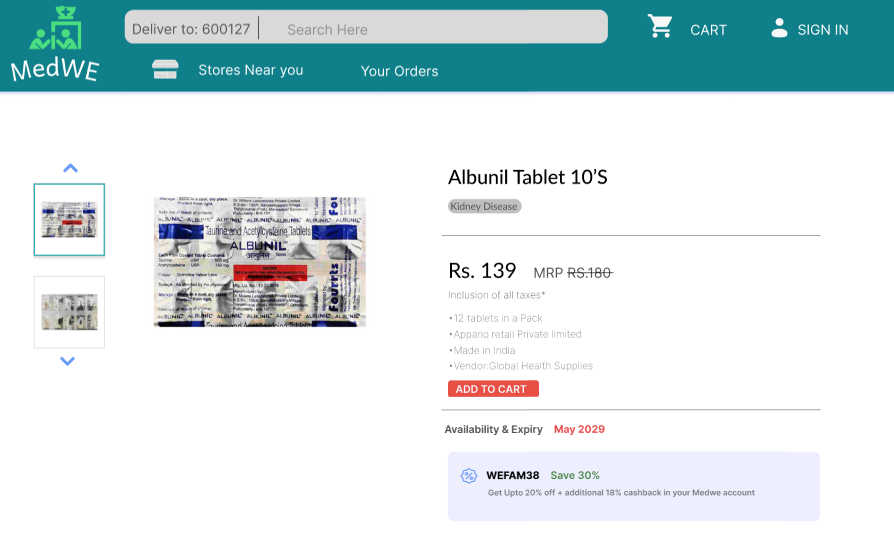 Deliver to: 600127
Search Here
CART
SIGN IN
MedWE
Stores Near you
Your Orders
Albunil Tablet 10'S
Kidney Disease
Taurine and Acetylcysteine Tablets
ALBUNIL
Fourrts
Rs. 139 MRP RS.180
Inclusion of all taxes*
•12 tablets in a Pack
•Appario retail Private limited
•Made in India
•Vendor:Global Health Supplies
ADD TO CART
Availability & Expiry May 2029
WEFAM38 Save 30%
Get Upto 20% off + additional 18% cashback in your Medwe account